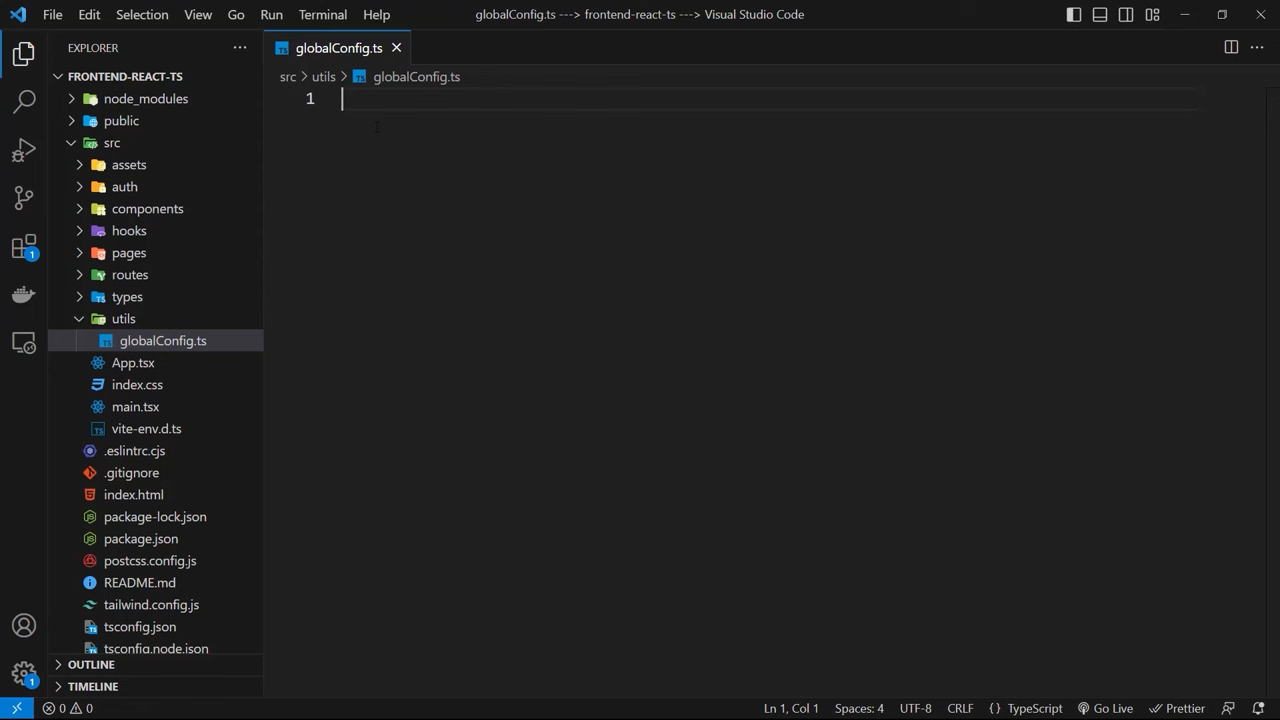 File Edit Selection View Go Run Terminal Help
globalConfig.ts ---> frontend-react-ts ---> Visual Studio Code
EXPLORER
globalConfig.ts
FRONTEND-REACT-TS
src > utils > globalConfig.ts
1
node_modules
public
src
assets
auth
components
hooks
pages
routes
types
utils
globalConfig.ts
App.tsx
index.css
main.tsx
vite-env.d.ts
.eslintrc.cjs
.gitignore
index.html
package-lock.json
package.json
postcss.config.js
README.md
tailwind.config.js
tsconfig.json
tsconfig.node.json
OUTLINE
TIMELINE
1
1
0 0
Ln 1, Col 1 Spaces: 4 UTF-8 CRLF {} TypeScript Go Live Prettier